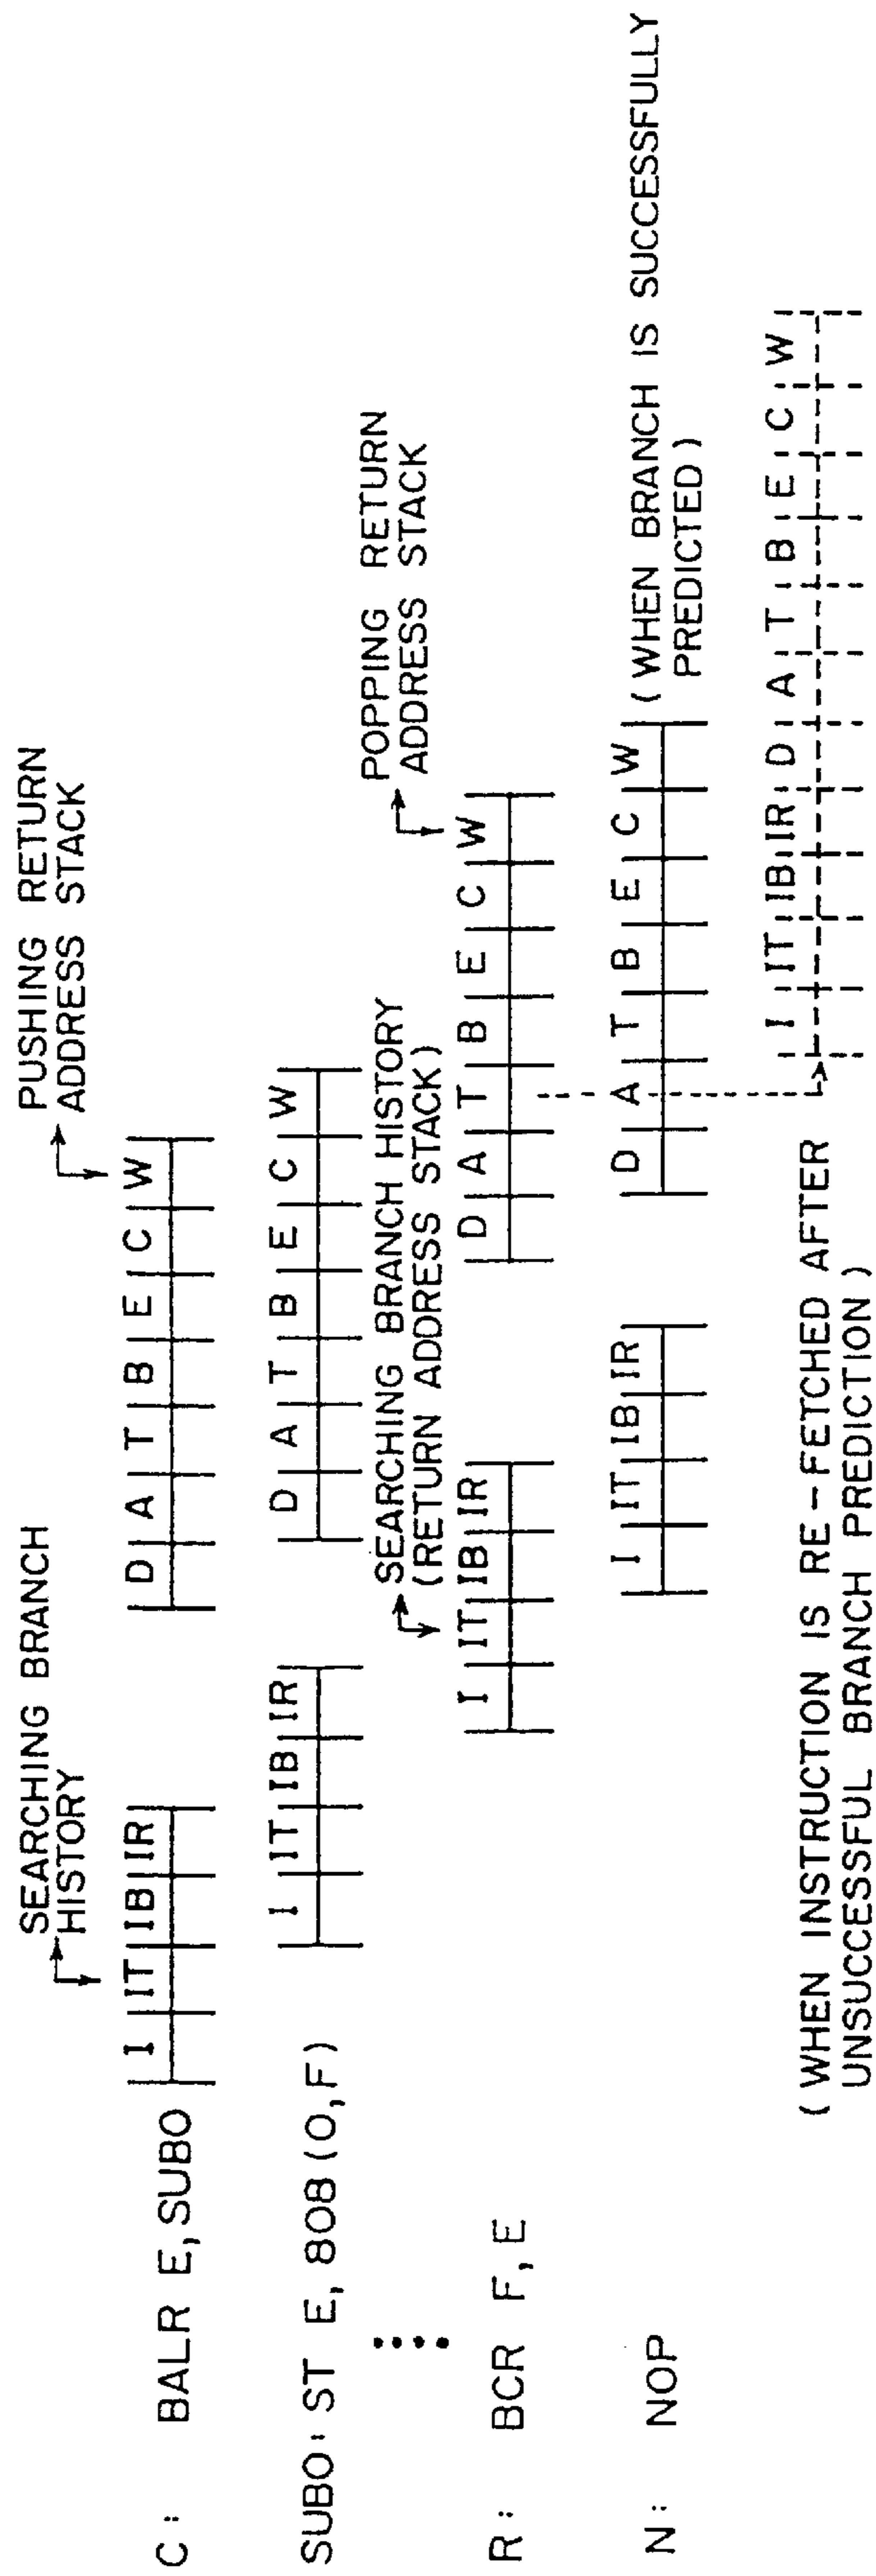 SEARCHING BRANCH
HISTORY
PUSHING RETURN
ADDRESS STACK
C: BALR E, SUBO
I IT IB IR D A T B E C W
SUBO: ST E, 808 (0,F)
I IT IB IR D A T B E C W
SEARCHING BRANCH HISTORY
(RETURN ADDRESS STACK)
POPPING RETURN
ADDRESS STACK
R: BCR F, E
I IT IB IR D A T B E C W
N: NOP
I IT IB IR D A T B E C W
(WHEN BRANCH IS SUCCESSFULLY
PREDICTED)
I IT IB IR D A T B E C W
(WHEN INSTRUCTION IS RE-FETCHED AFTER
UNSUCCESSFUL BRANCH PREDICTION)